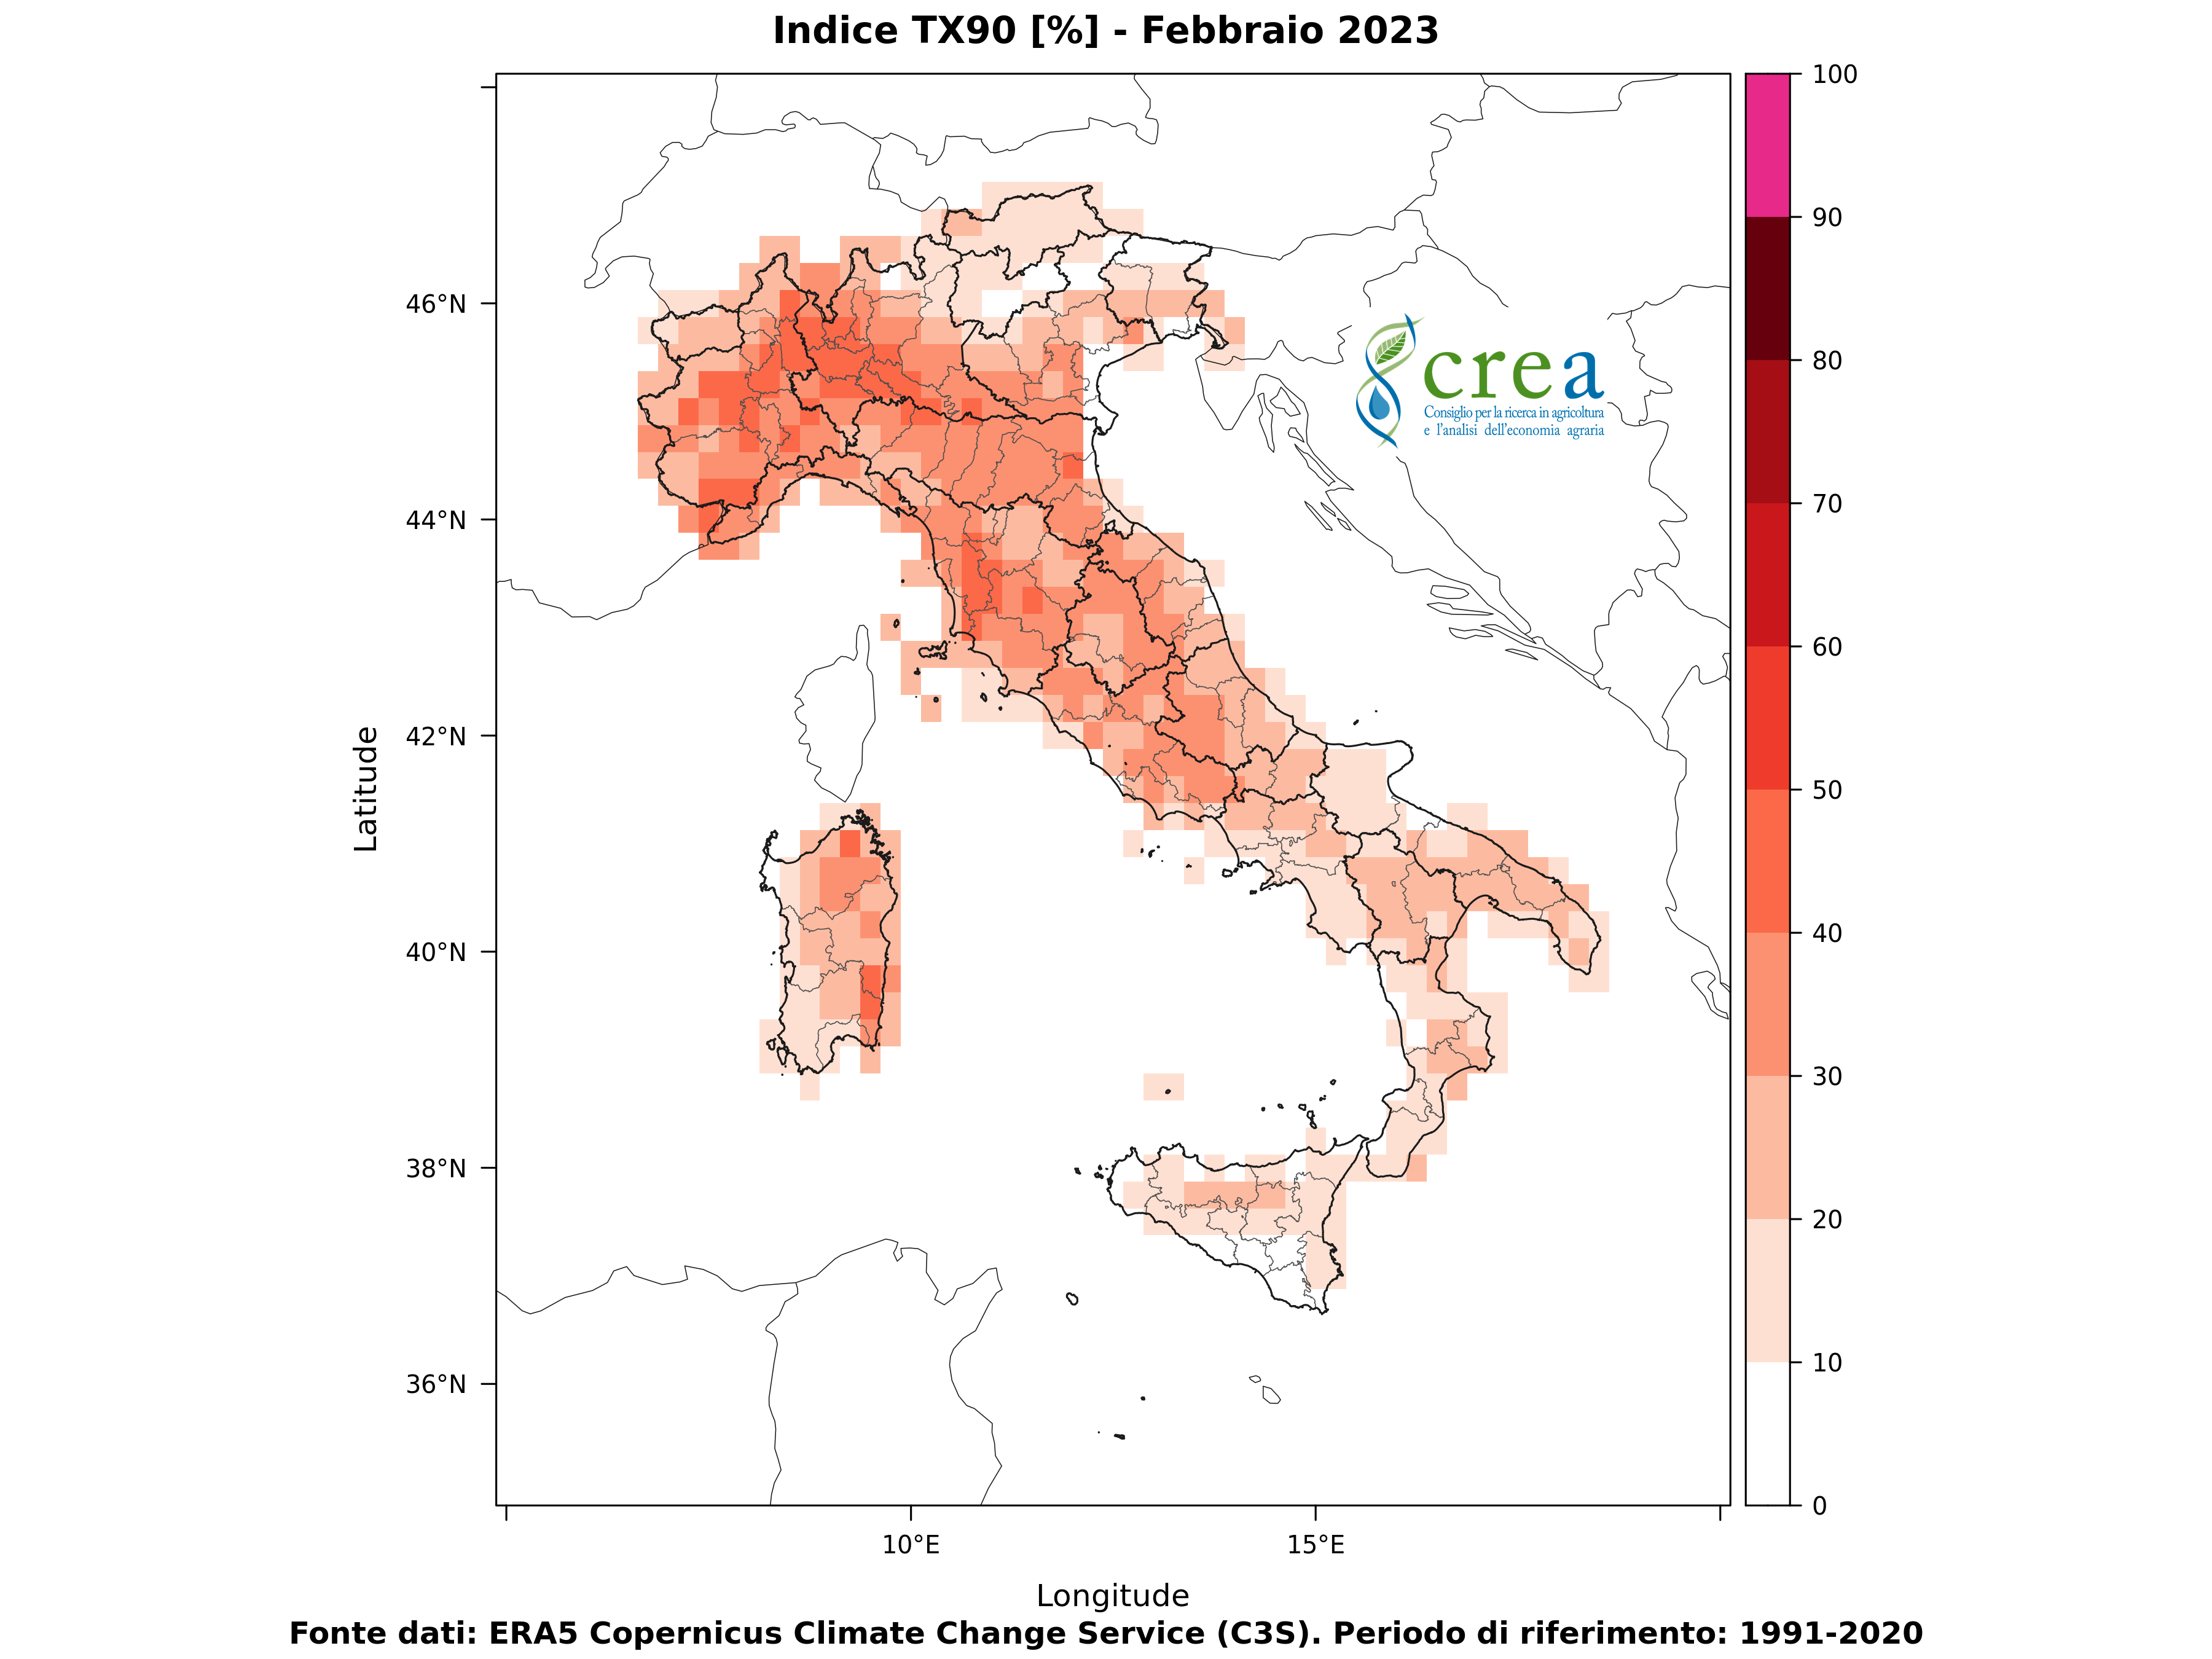 Indice TX90 [%] - Febbraio 2023
100
90
80
70
60
50
40
30
20
10
0
46°N
44°N
42°N
40°N
38°N
36°N
Latitude
crea
Consiglio per la ricerca in agricoltura
e l'analisi dell'economia agraria
10°E
15°E
Longitude
Fonte dati: ERA5 Copernicus Climate Change Service (C3S). Periodo di riferimento: 1991-2020